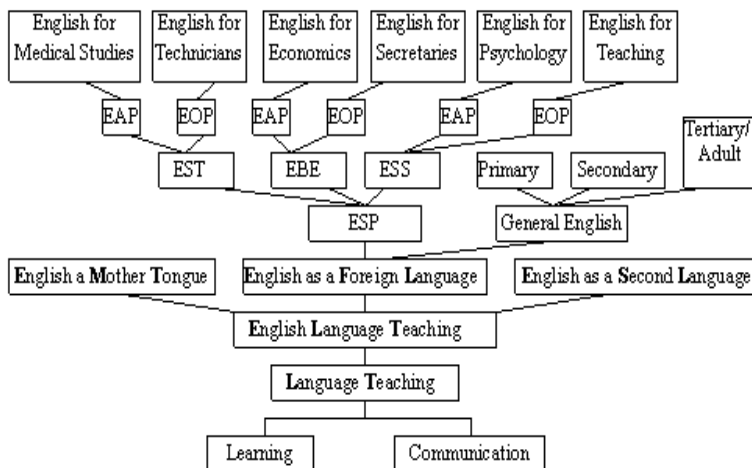 English for
Medical Studies
English for
Technicians
English for
Economics
English for
Secretaries
English for
Psychology
English for
Teaching
EAP
EOP
EAP
EOP
EAP
EOP
Tertiary/
Adult
EST
EBE
ESS
Primary
Secondary
ESP
General English
English a Mother Tongue
English as a Foreign Language
English as a Second Language
English Language Teaching
Language Teaching
Learning
Communication